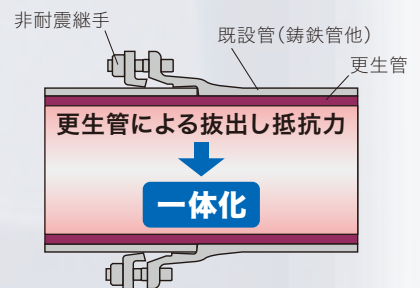 非耐震継手
既設管（鋳鉄管他）
更生管
更生管による抜出し抵抗力
一体化